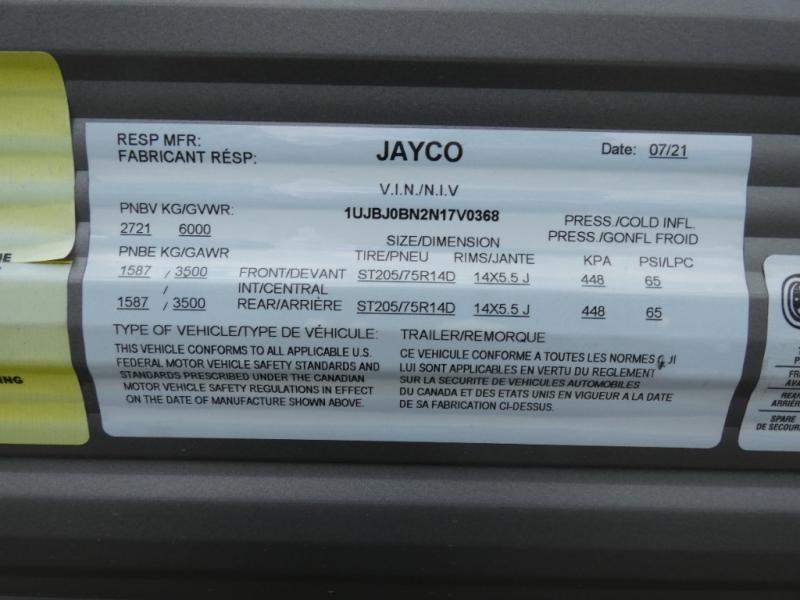 RESP MFR:
FABRICANT RÉSP:
JAYCO
Date: 07/21
V.I.N./N.I.V
1UJBJ0BN2N17V0368
PNBV KG/GVWR:
2721 6000
PRESS./COLD INFL.
PRESS./GONFL FROID
SIZE/DIMENSION
PNBE KG/GAWR TIRE/PNEU RIMS/JANTE KPA PSI/LPC
1587 / 3500 FRONT/DEVANT ST205/75R14D 14X5.5 J 448 65
/ INT/CENTRAL
1587 / 3500 REAR/ARRIÈRE ST205/75R14D 14X5.5 J 448 65
TYPE OF VEHICLE/TYPE DE VÉHICULE: TRAILER/REMORQUE
THIS VEHICLE CONFORMS TO ALL APPLICABLE U.S.
FEDERAL MOTOR VEHICLE SAFETY STANDARDS AND
STANDARDS PRESCRIBED UNDER THE CANADIAN
MOTOR VEHICLE SAFETY REGULATIONS IN EFFECT
ON THE DATE OF MANUFACTURE SHOWN ABOVE.
CE VEHICULE CONFORME A TOUTES LES NORMES
LUI SONT APPLICABLES EN VERTU DU REGLEMENT
SUR LA SECURITE DE VEHICULES AUTOMOBILES
DU CANADA ET DES ETATS UNIS EN VIGUEUR A LA DATE
DE SA FABRICATION CI-DESSUS.
SPARE